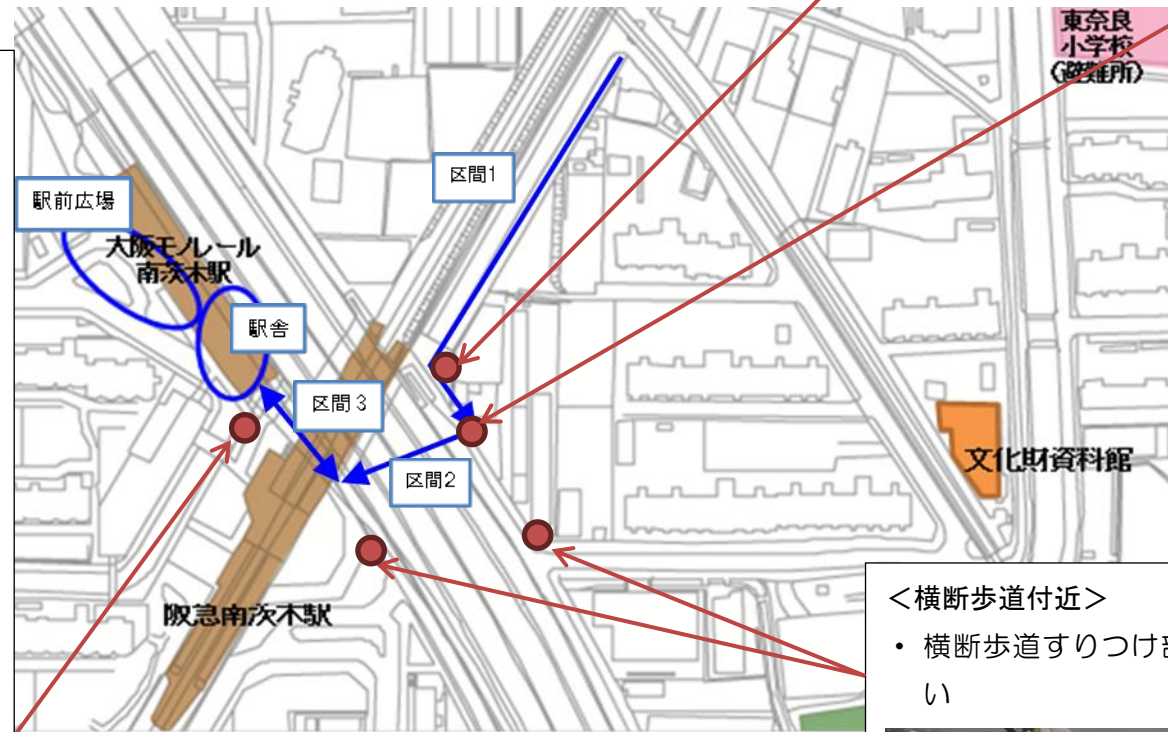 東奈良
小学校
(避難所)
区間1
駅前広場
大阪モノレール
南茨木駅
駅舎
区間３
区間2
文化財資料館
阪急南茨木駅
＜横断歩道付近＞
• 横断歩道すりつけ
い